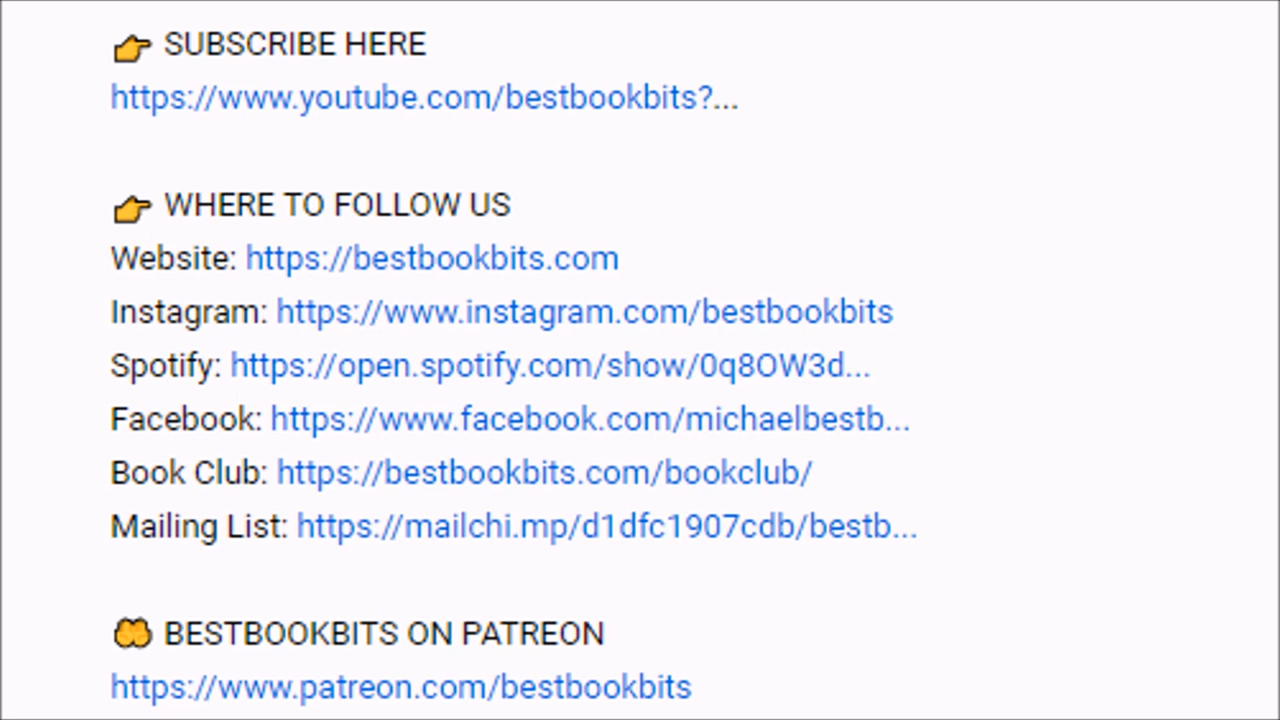 👉 SUBSCRIBE HERE
https://www.youtube.com/bestbookbits?...
👉 WHERE TO FOLLOW US
Website: https://bestbookbits.com
Instagram: https://www.instagram.com/bestbookbits
Spotify: https://open.spotify.com/show/0q8OW3d...
Facebook: https://www.facebook.com/michaelbestb...
Book Club: https://bestbookbits.com/bookclub/
Mailing List: https://mailchi.mp/d1dfc1907cdb/bestb...
🤲 BESTBOOKBITS ON PATREON
https://www.patreon.com/bestbookbits